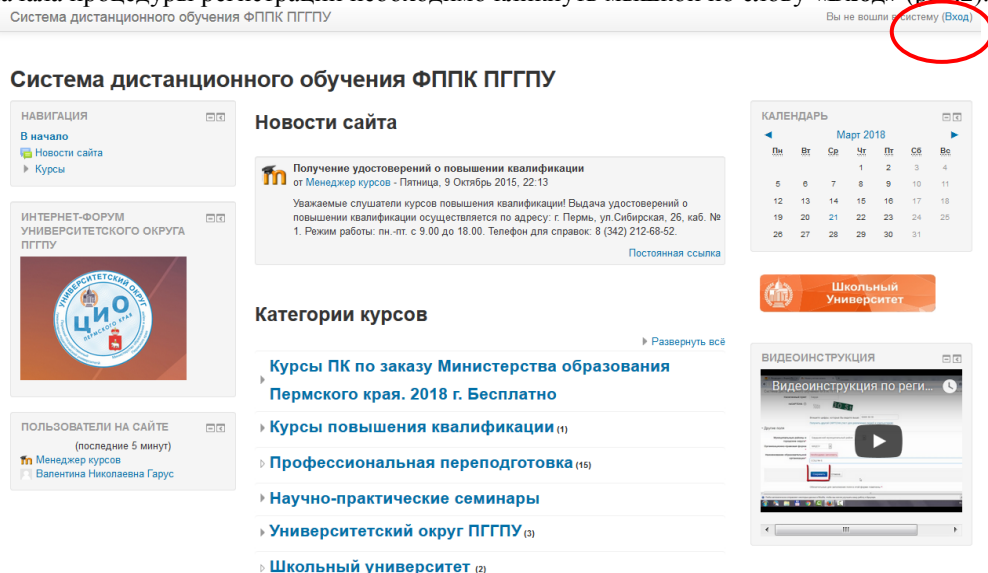 Система дистанционного обучения ФППК ПГГПУ
Вы не вошли в систему (Вход)
Система дистанционного обучения ФППК ПГГПУ
НАВИГАЦИЯ
В начало
Новости сайта
Курсы
ИНТЕРНЕТ-ФОРУМ
УНИВЕРСИТЕТСКОГО ОКРУГА
ПГГПУ
УНИВЕРСИТЕТСКИЙ ОКРУГ
ЦИО
ПЕРМСКОГО КРАЯ
ПОЛЬЗОВАТЕЛИ НА САЙТЕ
(последние 5 минут)
Менеджер курсов
Валентина Николаевна Гарус
Новости сайта
Получение удостоверений о повышении квалификации
от Менеджер курсов - Пятница, 9 Октябрь 2015, 22:13
Уважаемые слушатели курсов повышения квалификации! Выдача удостоверений о
повышении квалификации осуществляется по адресу: г. Пермь, ул.Сибирская, 26, каб. №
1. Режим работы: пн.-пт. с 9.00 до 18.00. Телефон для справок: 8 (342) 212-68-52.
Постоянная ссылка
Категории курсов
Развернуть всё
Курсы ПК по заказу Министерства образования
Пермского края. 2018 г. Бесплатно
Курсы повышения квалификации (1)
Профессиональная переподготовка (15)
Научно-практические семинары
Университетский округ ПГГПУ (3)
Школьный университет (2)
КАЛЕНДАРЬ
Март 2018
Пн Вт Ср Чт Пт Сб Вс
1 2 3 4
5 6 7 8 9 10 11
12 13 14 15 16 17 18
19 20 21 22 23 24 25
26 27 28 29 30 31
Школьный
Университет
ВИДЕОИНСТРУКЦИЯ
Видеоинструкция по реги...